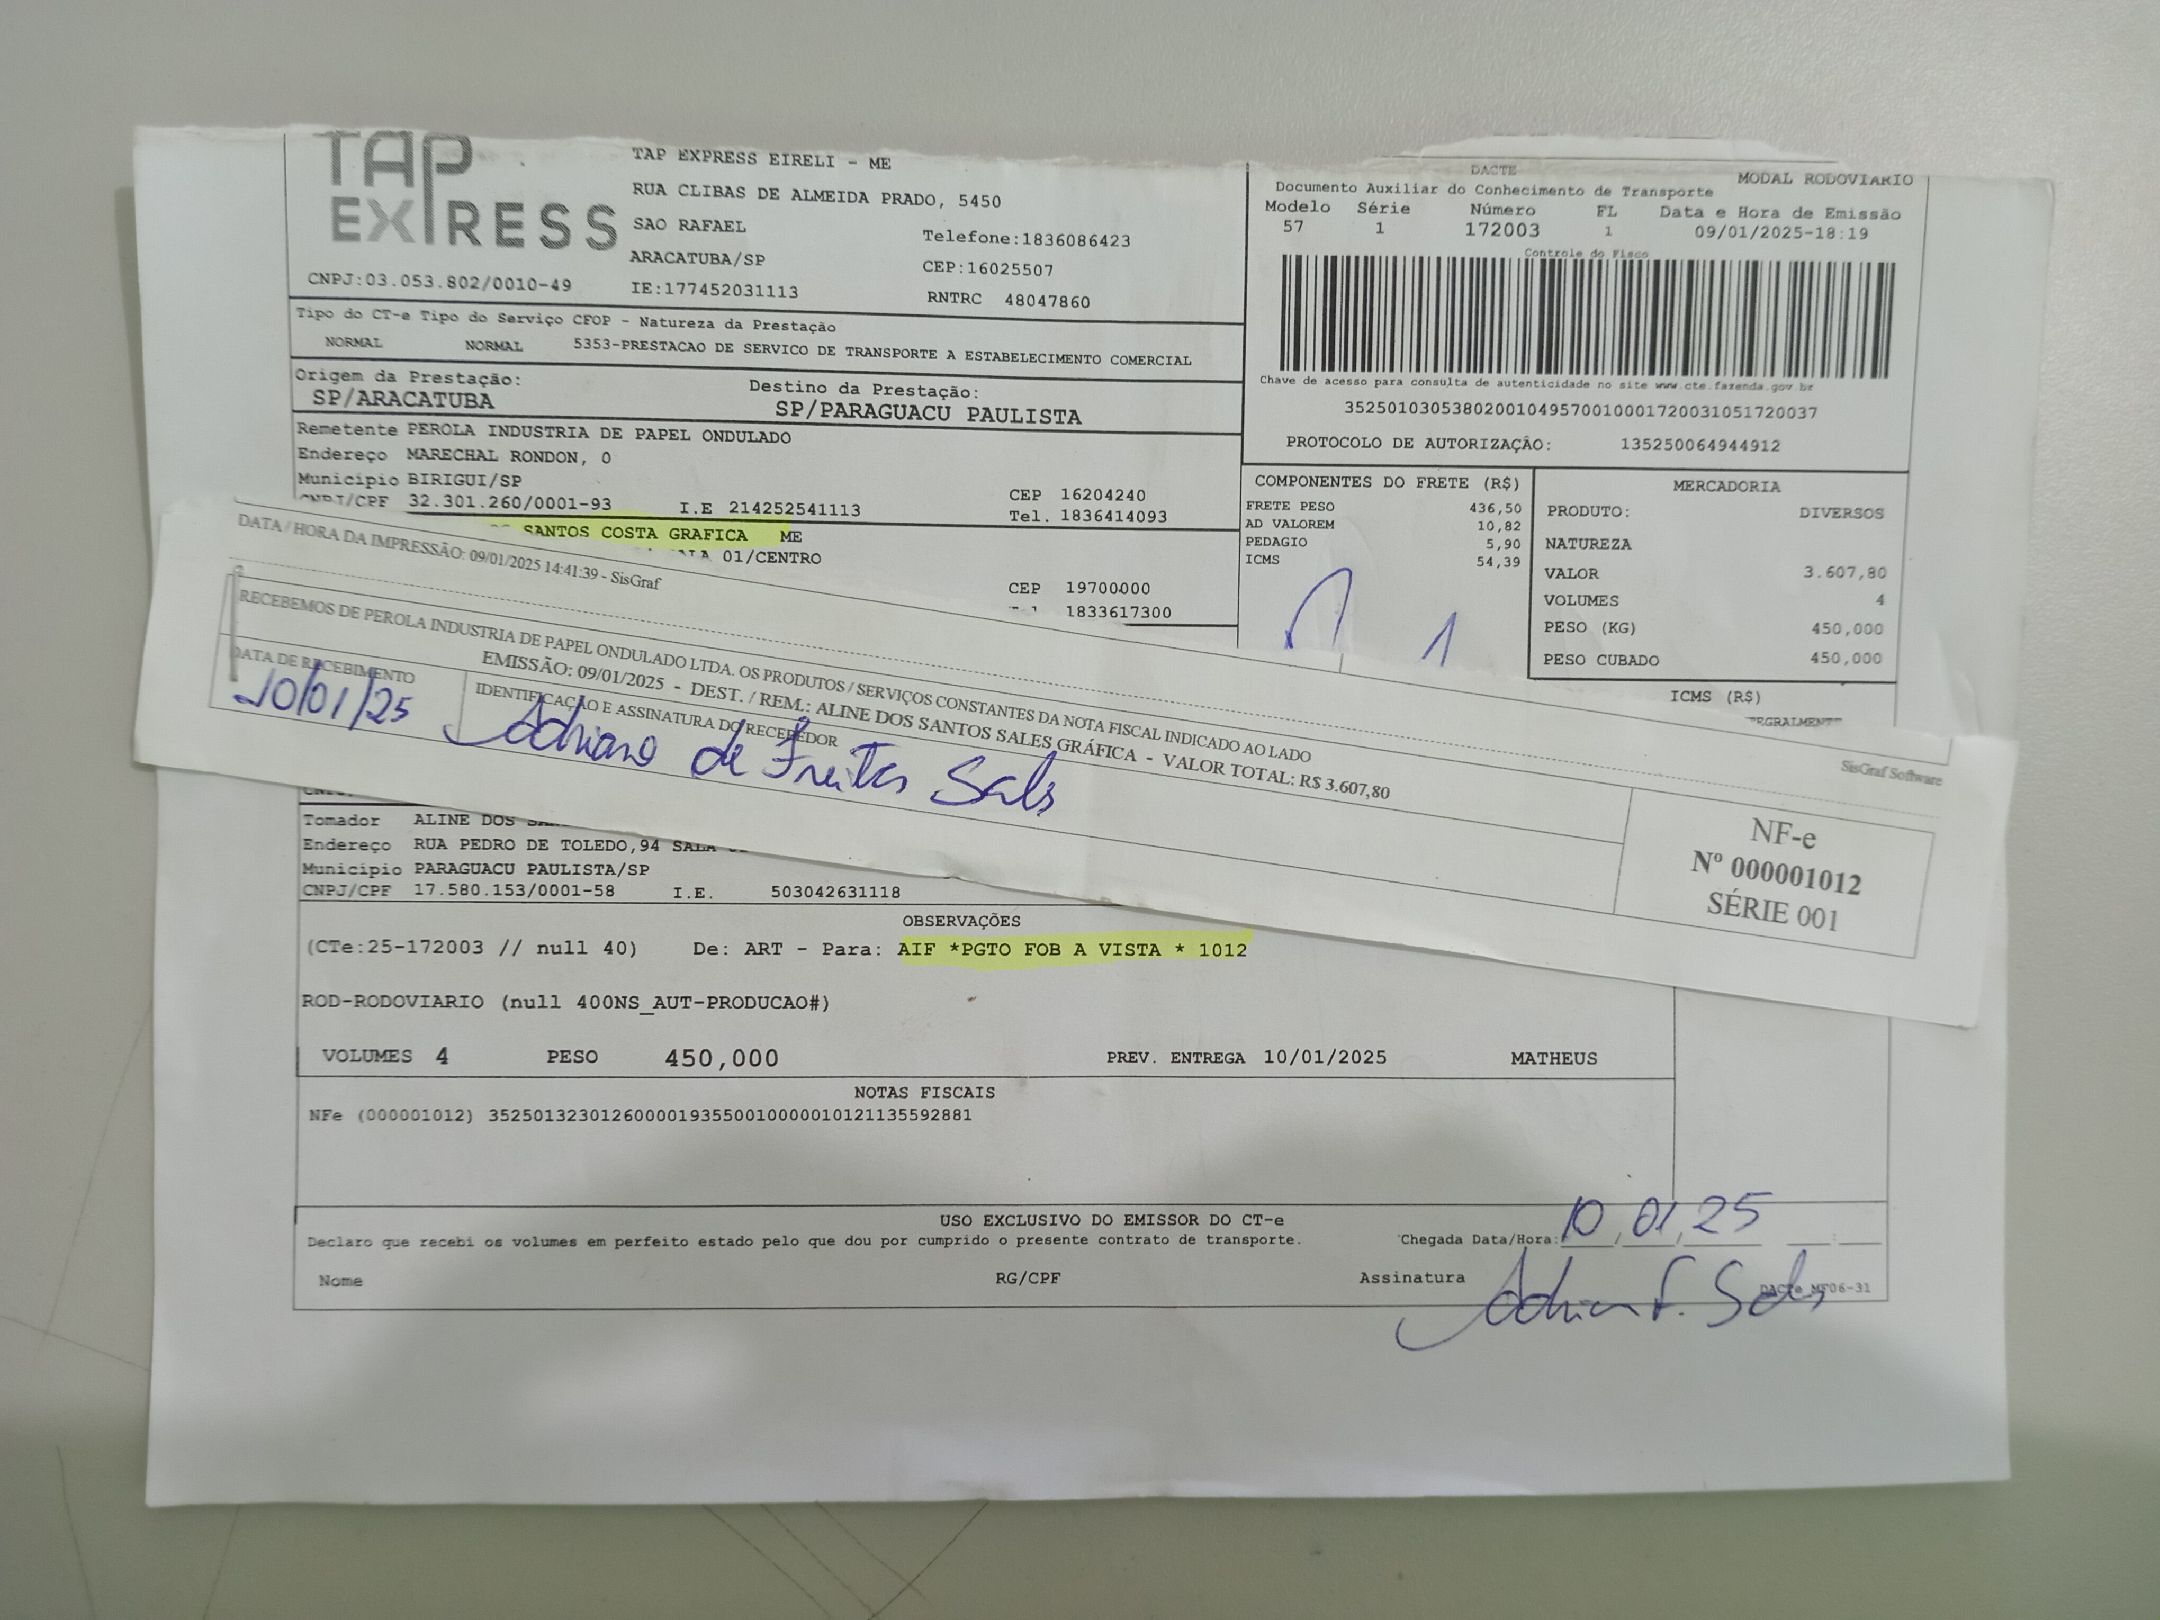 TAP
EXPRESS
CNPJ:03.053.802/0010-49
TAP EXPRESS EIRELI - ME
RUA CLIBAS DE ALMEIDA PRADO, 5450
SAO RAFAEL
Telefone:1836086423
ARACATUBA/SP
CEP:16025507
IE:177452031113
RNTRC 48047860
DACTE
MODAL RODOVIARIO
Documento Auxiliar do Conhecimento de Transporte
Modelo Série Número FL Data e Hora de Emissão
57 1 172003 1 09/01/2025-18:19
Controle do Fisco
Chave de acesso para consulta de autenticidade no site www.cte.fazenda.gov.br
35250103053802001049570010001720031051720037
PROTOCOLO DE AUTORIZAÇÃO: 135250064944912
Tipo do CT-e Tipo do Serviço CFOP - Natureza da Prestação
NORMAL NORMAL 5353-PRESTACAO DE SERVICO DE TRANSPORTE A ESTABELECIMENTO COMERCIAL
Origem da Prestação: Destino da Prestação:
SP/ARACATUBA SP/PARAGUACU PAULISTA
Remetente PEROLA INDUSTRIA DE PAPEL ONDULADO
Endereço MARECHAL RONDON, 0
Município BIRIGUI/SP CEP 16204240
CNPJ/CPF 32.301.260/0001-93 I.E 214252541113 Tel. 1836414093
SANTOS COSTA GRAFICA ME
01/CENTRO
CEP 19700000
1833617300
COMPONENTES DO FRETE (R$)
FRETE PESO 436,50
AD VALOREM 10,82
PEDAGIO 5,90
ICMS 54,39
MERCADORIA
PRODUTO: DIVERSOS
NATUREZA
VALOR 3.607,80
VOLUMES 4
PESO (KG) 450,000
PESO CUBADO 450,000
ICMS (R$)
DATA / HORA DA IMPRESSÃO: 09/01/2025 14:41:39 - SisGraf
SisGraf Software
RECEBEMOS DE PEROLA INDUSTRIA DE PAPEL ONDULADO LTDA. OS PRODUTOS / SERVIÇOS CONSTANTES DA NOTA FISCAL INDICADO AO LADO
EMISSÃO: 09/01/2025 - DEST. / REM.: ALINE DOS SANTOS SALES GRÁFICA - VALOR TOTAL: R$ 3.607,80
DATA DE RECEBIMENTO
10/01/25
IDENTIFICAÇÃO E ASSINATURA DO RECEBEDOR
Adriano de Freitas Sales
NF-e
Nº 000001012
SÉRIE 001
Tomador ALINE DOS
Endereço RUA PEDRO DE TOLEDO,94 SALA
Município PARAGUACU PAULISTA/SP
CNPJ/CPF 17.580.153/0001-58 I.E. 503042631118
OBSERVAÇÕES
(CTe:25-172003 // null 40) De: ART - Para: AIF *PGTO FOB A VISTA * 1012
ROD-RODOVIARIO (null 400NS_AUT-PRODUCAO#)
VOLUMES 4 PESO 450,000 PREV. ENTREGA 10/01/2025 MATHEUS
NOTAS FISCAIS
NFe (000001012) 35250132301260000193550010000010121135592881
USO EXCLUSIVO DO EMISSOR DO CT-e
Declaro que recebi os volumes em perfeito estado pelo que dou por cumprido o presente contrato de transporte.
Chegada Data/Hora: 10/01/25
Nome RG/CPF Assinatura
Adriano F. Sales
DACTe MF06-31